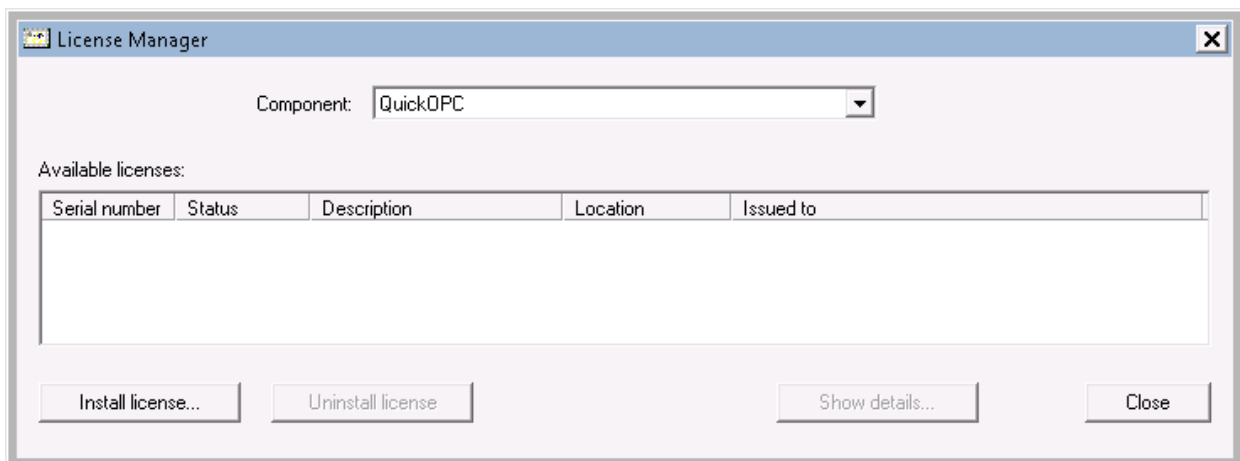 License Manager
Component: QuickOPC
Available licenses:
Serial number Status Description Location Issued to
Install license... Uninstall license Show details... Close